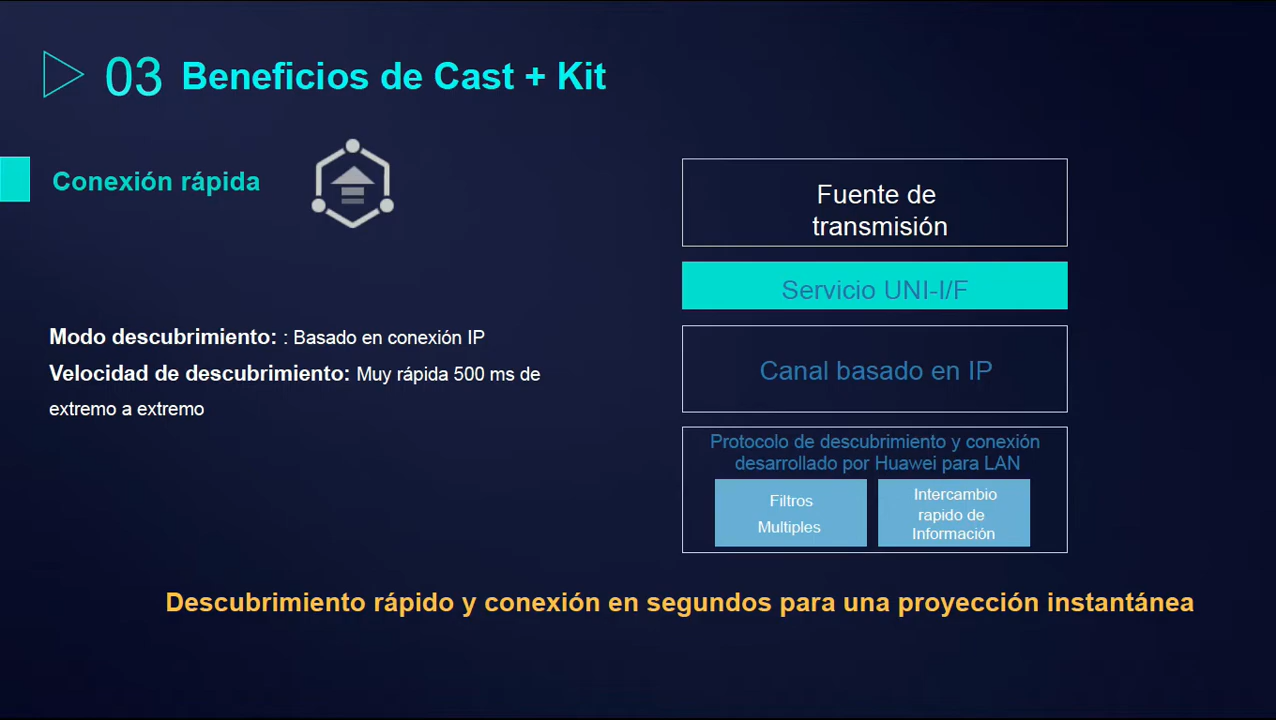 03 Beneficios de Cast + Kit
Conexión rápida
Modo descubrimiento: : Basado en conexión IP
Velocidad de descubrimiento: Muy rápida 500 ms de
extremo a extremo
Fuente de
transmisión
Servicio UNI-I/F
Canal basado en IP
Protocolo de descubrimiento y conexión
desarrollado por Huawei para LAN
Filtros
Multiples
Intercambio
rapido de
Información
Descubrimiento rápido y conexión en segundos para una proyección instantánea